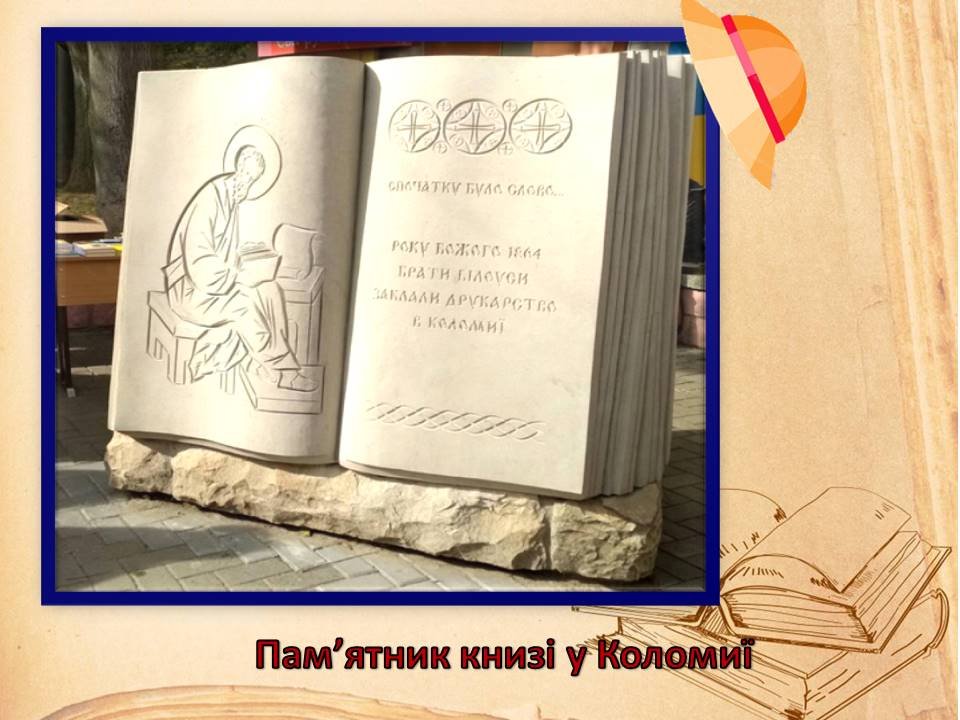 СПОЧАТКУ БУЛО СЛОВО...
РОКУ БОЖОГО 1864
БРАТИ БІЛОУСИ
ЗАКЛАЛИ ДРУКАРСТВО
В КОЛОМИЇ
Пам’ятник книзі у Коломиї